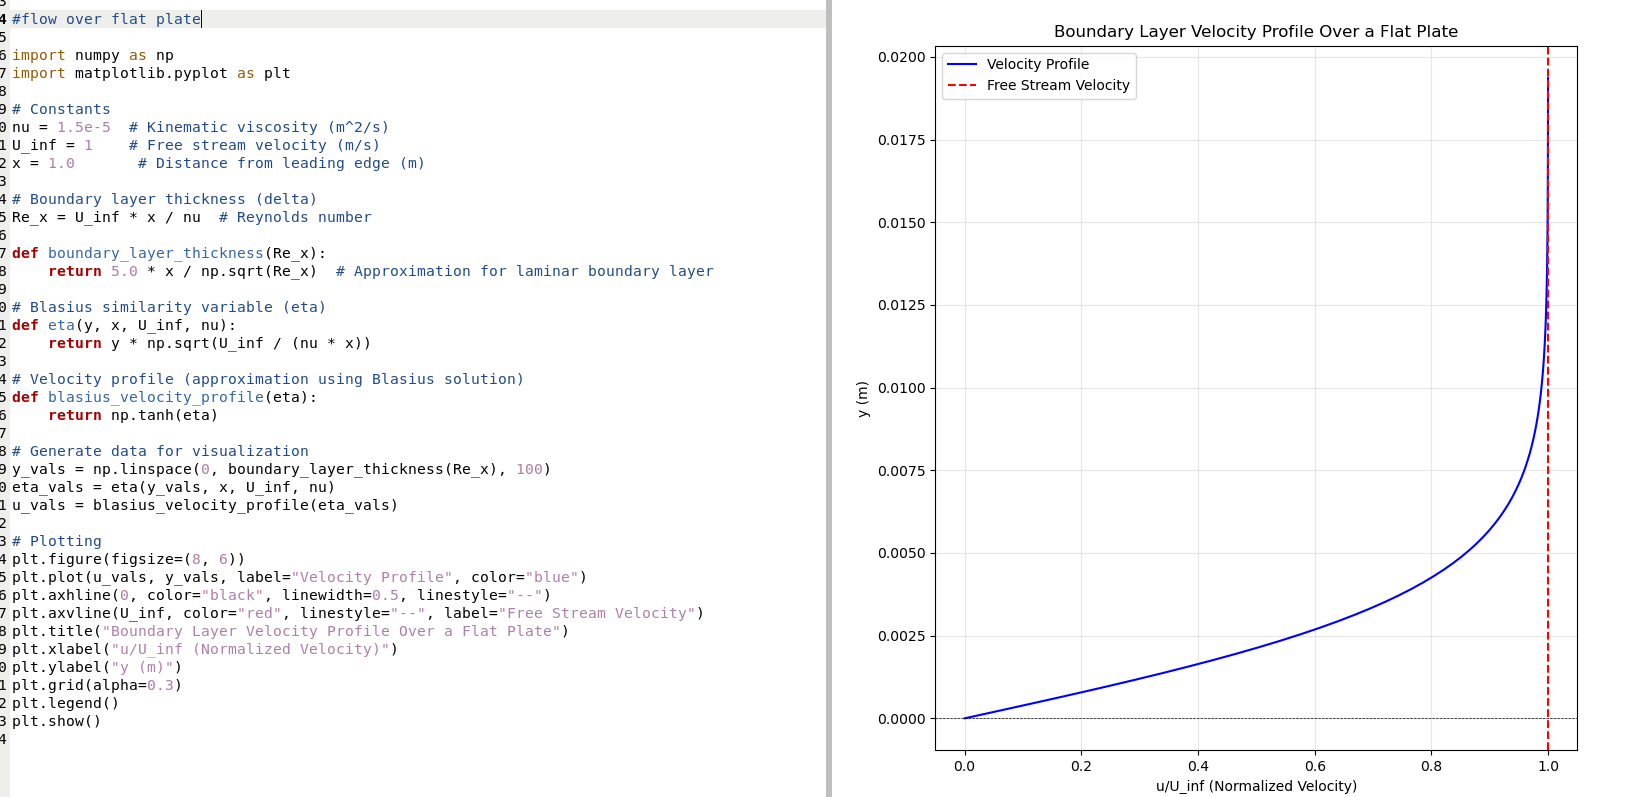 3
4 #flow over flat plate
5
6 import numpy as np
7 import matplotlib.pyplot as plt
8
9 # Constants
0 nu = 1.5e-5  # Kinematic viscosity (m^2/s)
1 U_inf = 1    # Free stream velocity (m/s)
2 x = 1.0       # Distance from leading edge (m)
3
4 # Boundary layer thickness (delta)
5 Re_x = U_inf * x / nu  # Reynolds number
6
7 def boundary_layer_thickness(Re_x):
8     return 5.0 * x / np.sqrt(Re_x)  # Approximation for laminar boundary layer
9
0 # Blasius similarity variable (eta)
1 def eta(y, x, U_inf, nu):
2     return y * np.sqrt(U_inf / (nu * x))
3
4 # Velocity profile (approximation using Blasius solution)
5 def blasius_velocity_profile(eta):
6     return np.tanh(eta)
7
8 # Generate data for visualization
9 y_vals = np.linspace(0, boundary_layer_thickness(Re_x), 100)
0 eta_vals = eta(y_vals, x, U_inf, nu)
1 u_vals = blasius_velocity_profile(eta_vals)
2
3 # Plotting
4 plt.figure(figsize=(8, 6))
5 plt.plot(u_vals, y_vals, label="Velocity Profile", color="blue")
6 plt.axhline(0, color="black", linewidth=0.5, linestyle="--")
7 plt.axvline(U_inf, color="red", linestyle="--", label="Free Stream Velocity")
8 plt.title("Boundary Layer Velocity Profile Over a Flat Plate")
9 plt.xlabel("u/U_inf (Normalized Velocity)")
0 plt.ylabel("y (m)")
1 plt.grid(alpha=0.3)
2 plt.legend()
3 plt.show()
4
Boundary Layer Velocity Profile Over a Flat Plate
Velocity Profile
Free Stream Velocity
y (m)
0.0200
0.0175
0.0150
0.0125
0.0100
0.0075
0.0050
0.0025
0.0000
0.0 0.2 0.4 0.6 0.8 1.0
u/U_inf (Normalized Velocity)